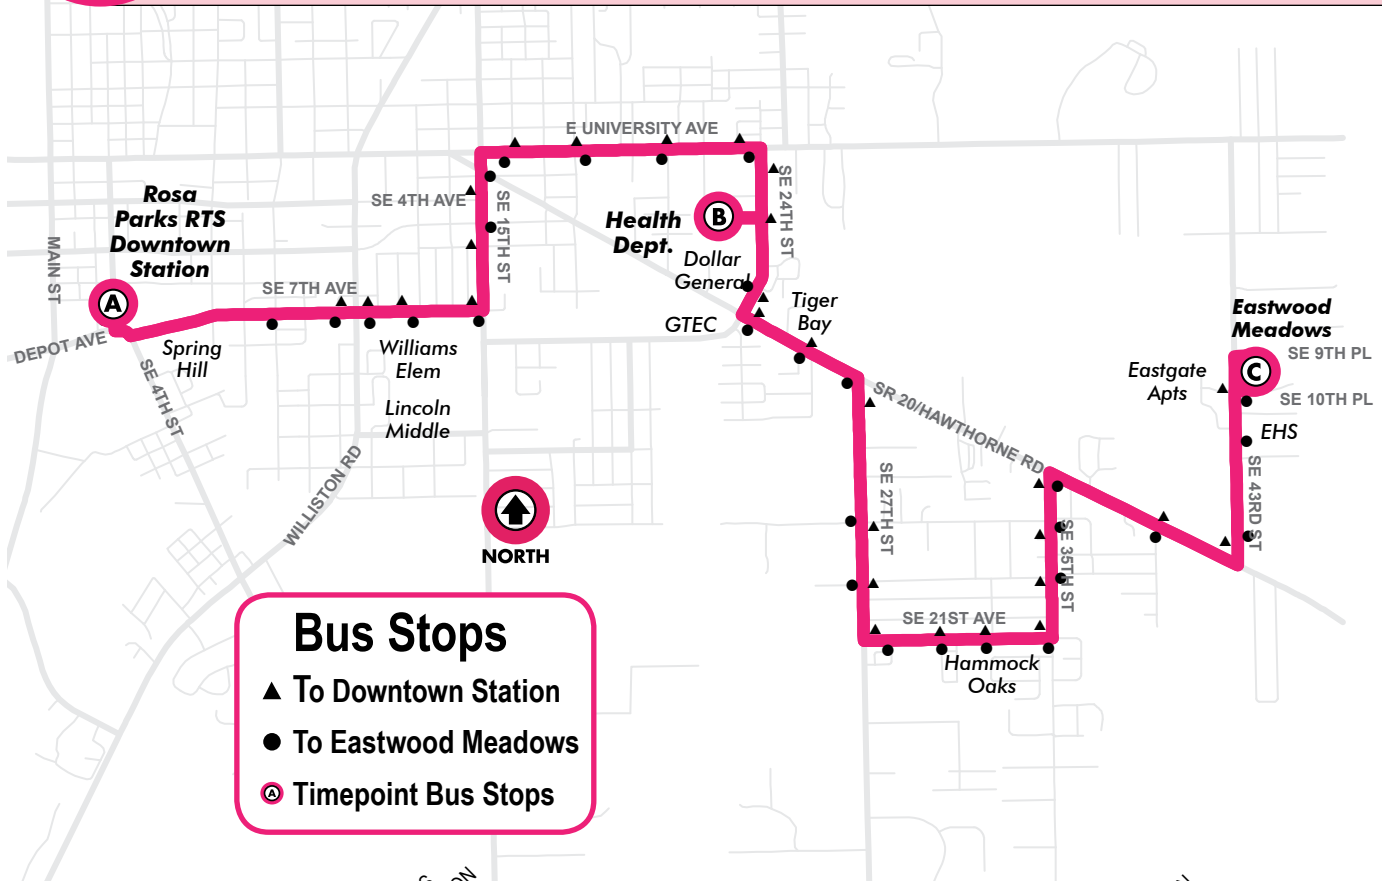 E UNIVERSITY AVE
Rosa
Parks RTS
Downtown
Station
SE 4TH AVE
SE 15TH ST
SE 24TH ST
Health
Dept.
B
MAIN ST
Dollar
General
SE 7TH AVE
A
Tiger
Bay
GTEC
DEPOT AVE
Spring
Hill
Williams
Elem
Lincoln
Middle
SE 4TH ST
WILLISTON RD
Eastwood
Meadows
SE 9TH PL
C
Eastgate
Apts
SE 10TH PL
EHS
SR 20/HAWTHORNE RD
SE 43RD ST
SE 27TH ST
SE 35TH ST
NORTH
SE 21ST AVE
Hammock
Oaks
Bus Stops
To Downtown Station
To Eastwood Meadows
A Timepoint Bus Stops